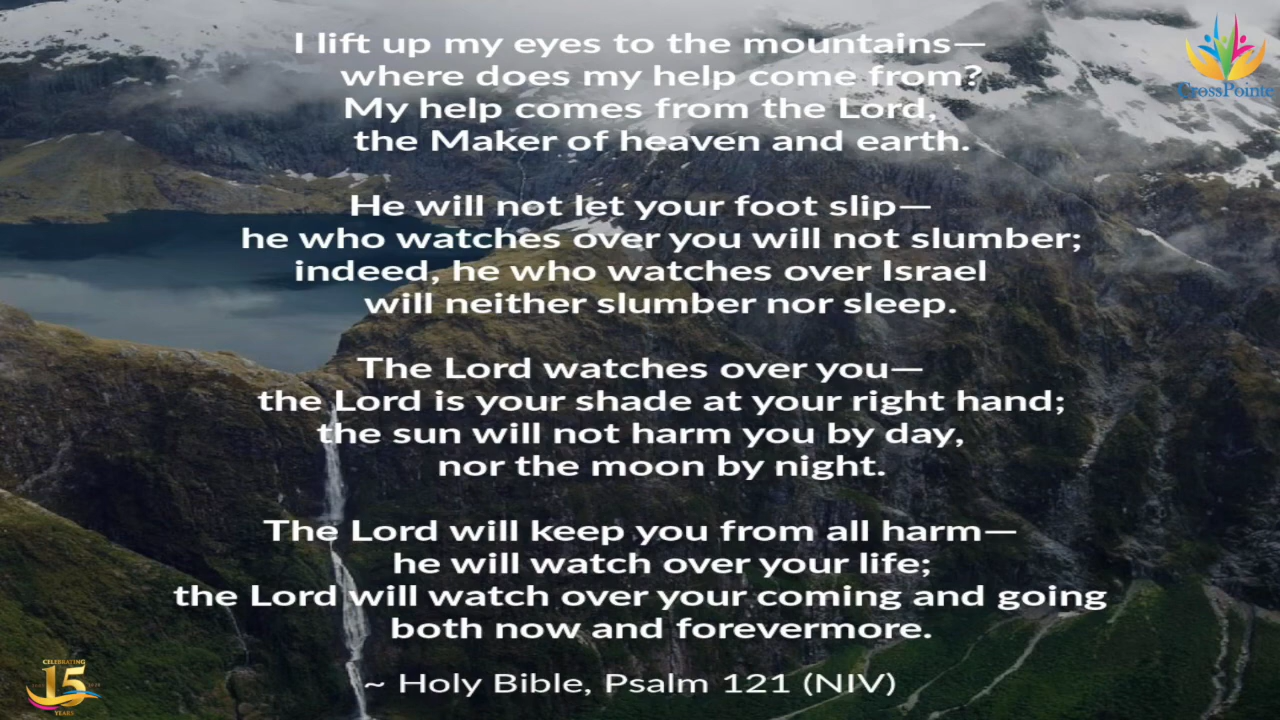 I lift up my eyes to the mountains—
where does my help come from?
My help comes from the Lord,
the Maker of heaven and earth.
He will not let your foot slip—
he who watches over you will not slumber;
indeed, he who watches over Israel
will neither slumber nor sleep.
The Lord watches over you—
the Lord is your shade at your right hand;
the sun will not harm you by day,
nor the moon by night.
The Lord will keep you from all harm—
he will watch over your life;
the Lord will watch over your coming and going
both now and forevermore.
~ Holy Bible, Psalm 121 (NIV)
CrossPointe
CELEBRATING
15
YEARS